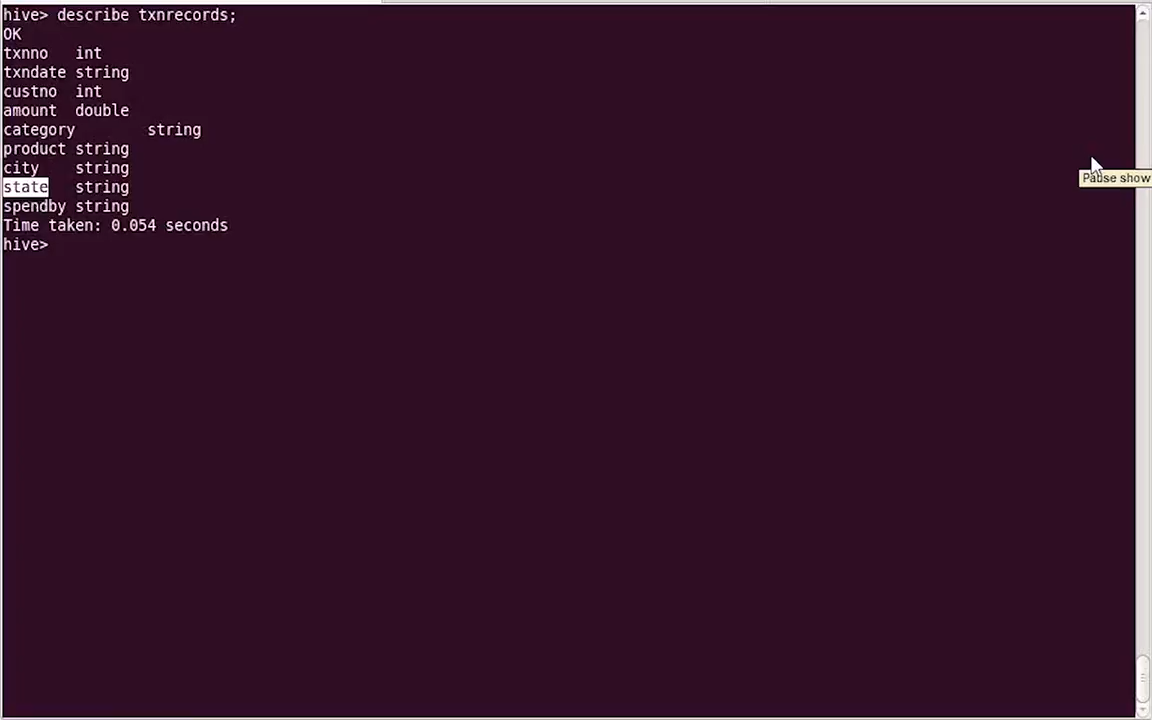 hive> describe txnrecords;
OK
txnno   int
txndate string
custno  int
amount  double
category        string
product string
city    string
state   string
spendby string
Time taken: 0.054 seconds
hive>
Pause show